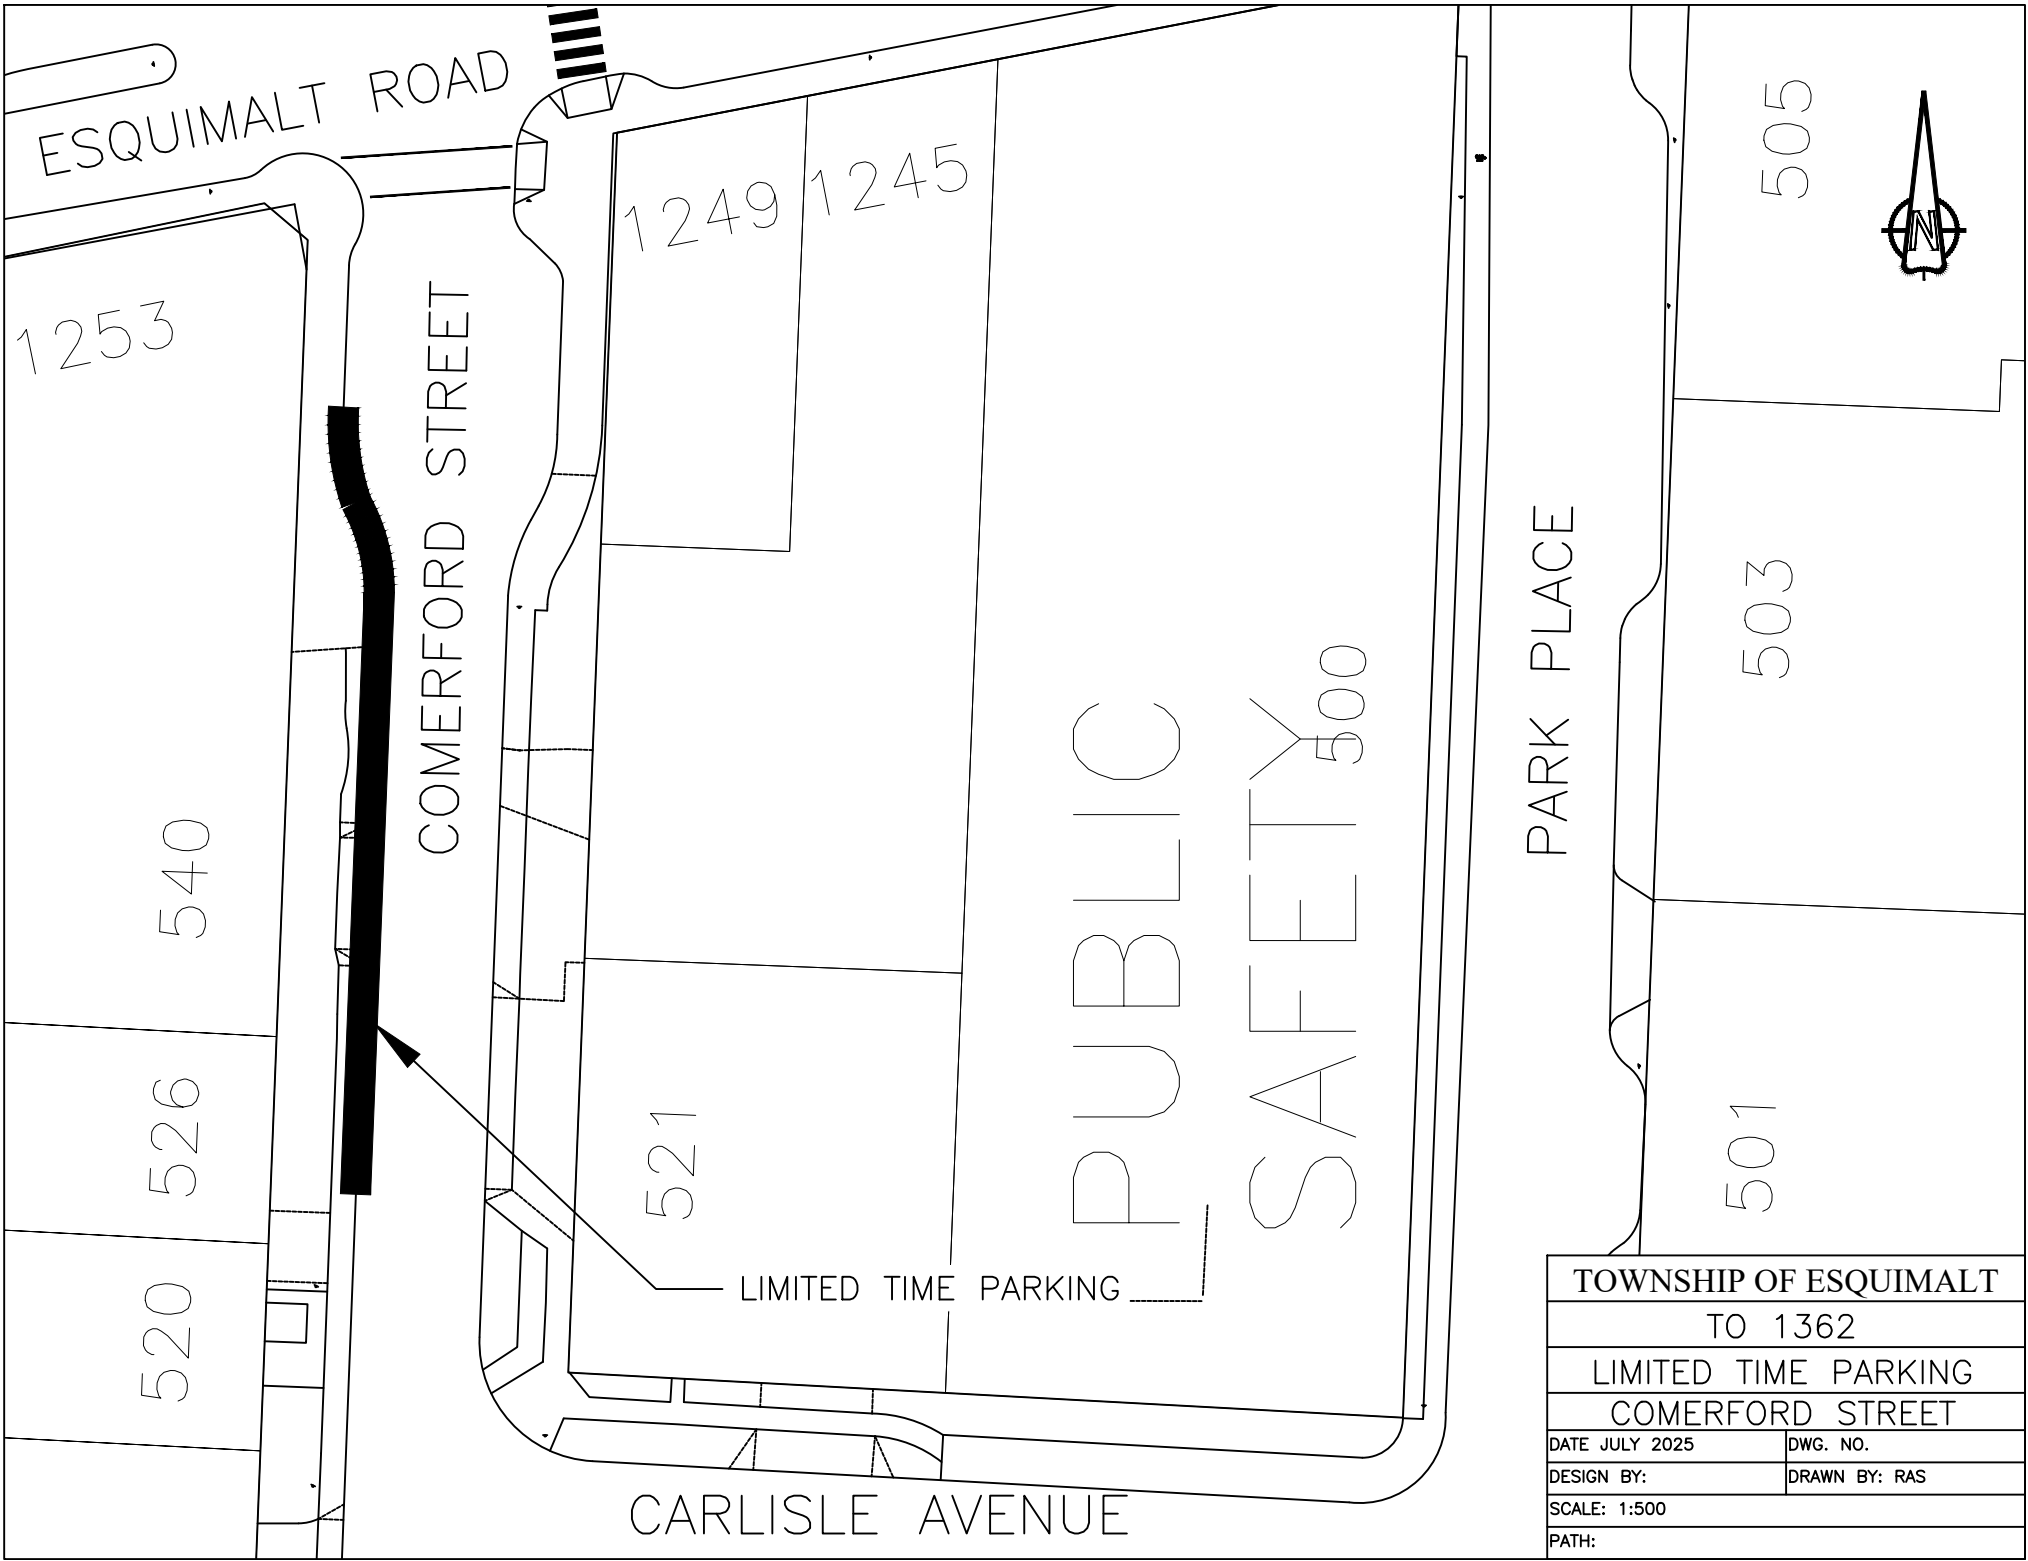 ESQUIMALT ROAD
1253
1249
1245
505
N
COMERFORD STREET
PARK PLACE
503
540
PUBLIC
SAFETY
500
526
521
501
520
LIMITED TIME PARKING
CARLISLE AVENUE
TOWNSHIP OF ESQUIMALT
TO 1362
LIMITED TIME PARKING
COMERFORD STREET
DATE JULY 2025
DWG. NO.
DESIGN BY:
DRAWN BY: RAS
SCALE: 1:500
PATH: